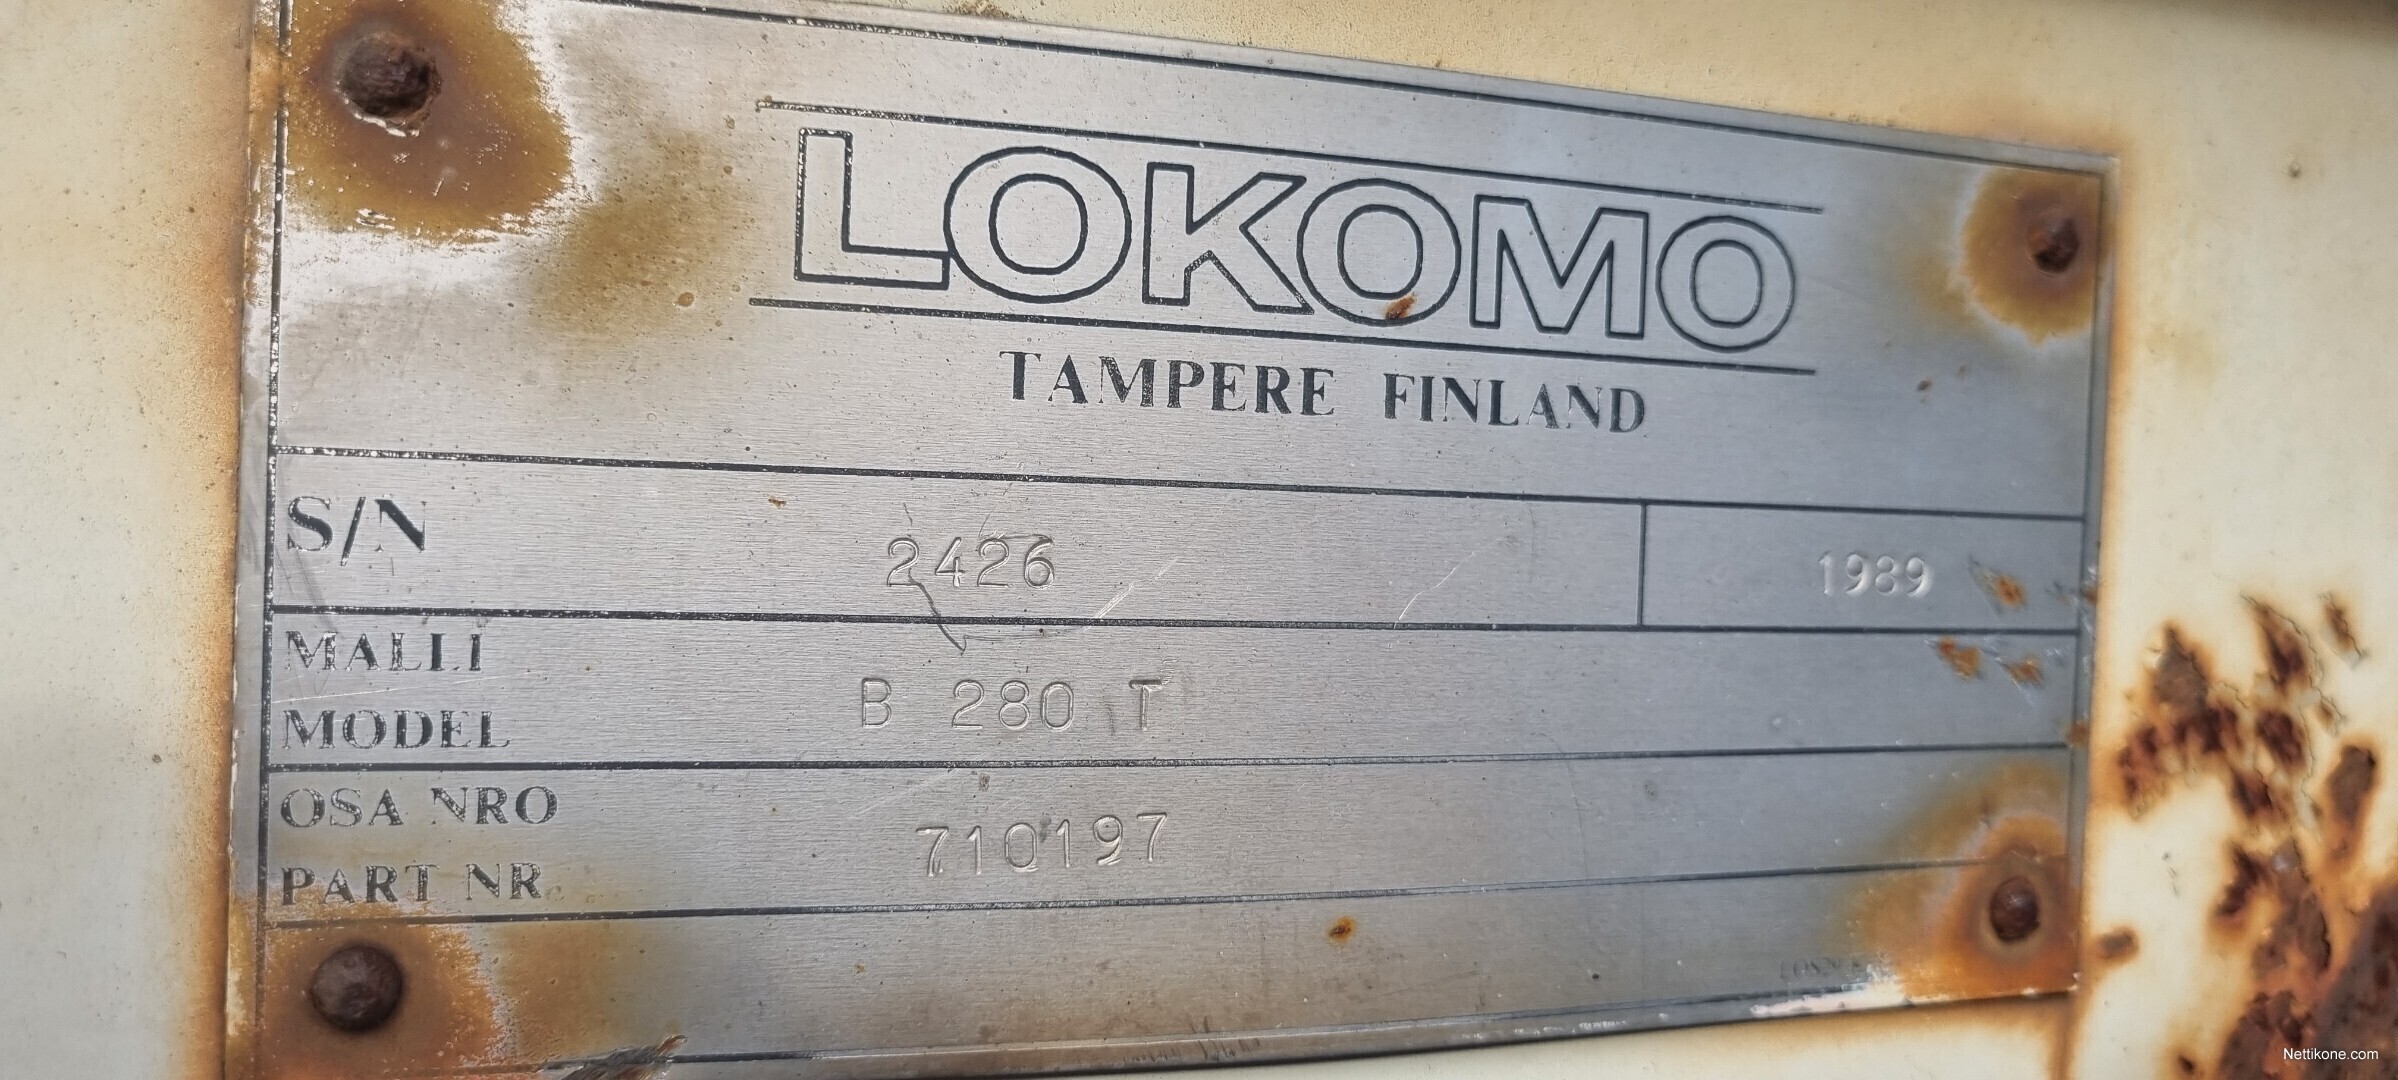 LOKOMO
TAMPERE FINLAND
S/N 2426 1989
MALLI
MODEL B 280 T
OSA NRO
PART NR 710197
Nettikone.com